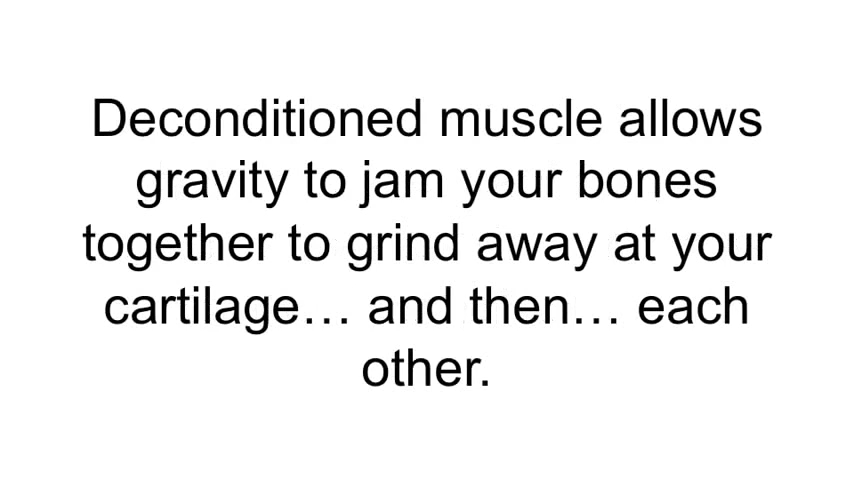 Deconditioned muscle allows
gravity to jam your bones
together to grind away at your
cartilage… and then… each
other.